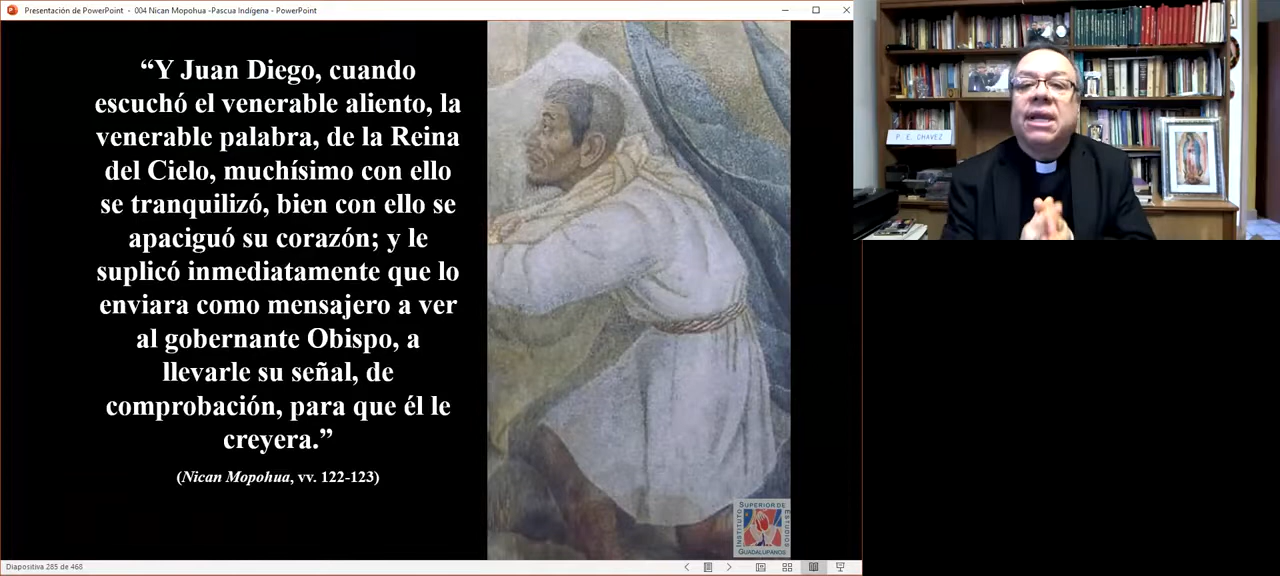 Presentación de PowerPoint - 004 Nican Mopohua -Pascua Indígena - PowerPoint
“Y Juan Diego, cuando
escuchó el venerable aliento, la
venerable palabra, de la Reina
del Cielo, muchísimo con ello
se tranquilizó, bien con ello se
apaciguó su corazón; y le
suplicó inmediatamente que lo
enviara como mensajero a ver
al gobernante Obispo, a
llevarle su señal, de
comprobación, para que él le
creyera.”
(Nican Mopohua, vv. 122-123)
SUPERIOR DE
INSTITUTO
ESTUDIOS
GUADALUPANOS
P. E. CHAVEZ
Diapositiva 285 de 468